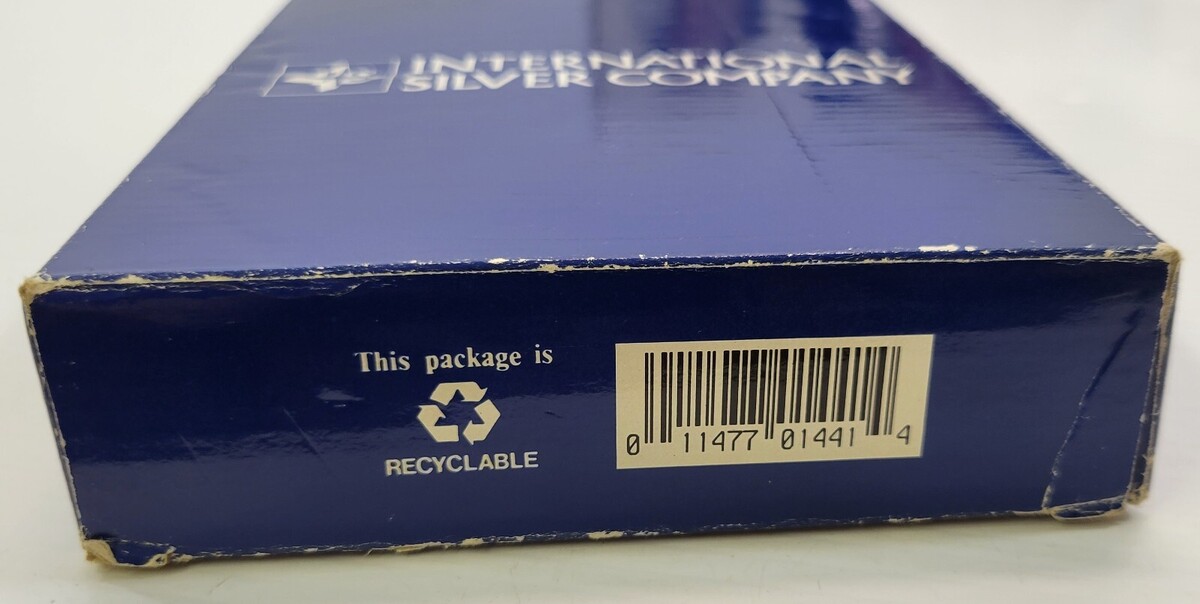 INTERNATIONAL
SILVER COMPANY
This package is
RECYCLABLE
0 11477 01441 4